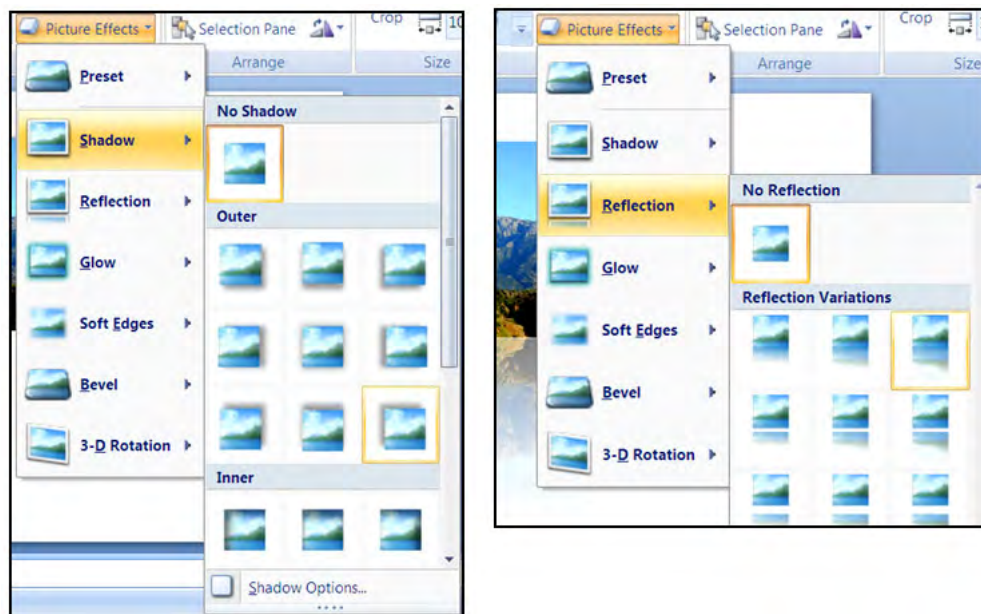 Picture Effects
Selection Pane
Crop
10
Arrange
Size
Preset
Shadow
Reflection
Glow
Soft Edges
Bevel
3-D Rotation
No Shadow
Outer
Inner
Shadow Options...
Picture Effects
Selection Pane
Crop
Arrange
Size
Preset
Shadow
Reflection
Glow
Soft Edges
Bevel
3-D Rotation
No Reflection
Reflection Variations